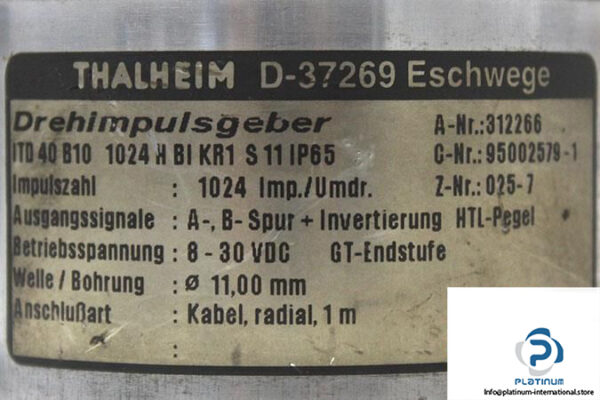 THALHEIM D-37269 Eschwege
Drehimpulsgeber A-Nr.:312266
ITD 40 B10 1024 H BI KR1 S 11 IP65 C-Nr.:95002579-1
Impulszahl : 1024 Imp./Umdr. Z-Nr.:025-7
Ausgangssignale : A-, B-Spur + Invertierung HTL-Pegel
Betriebsspannung : 8 - 30 VDC GT-Endstufe
Welle / Bohrung : ø 11,00 mm
Anschlußart : Kabel, radial, 1 m
:
PLATINUM
Info@platinum-international.store